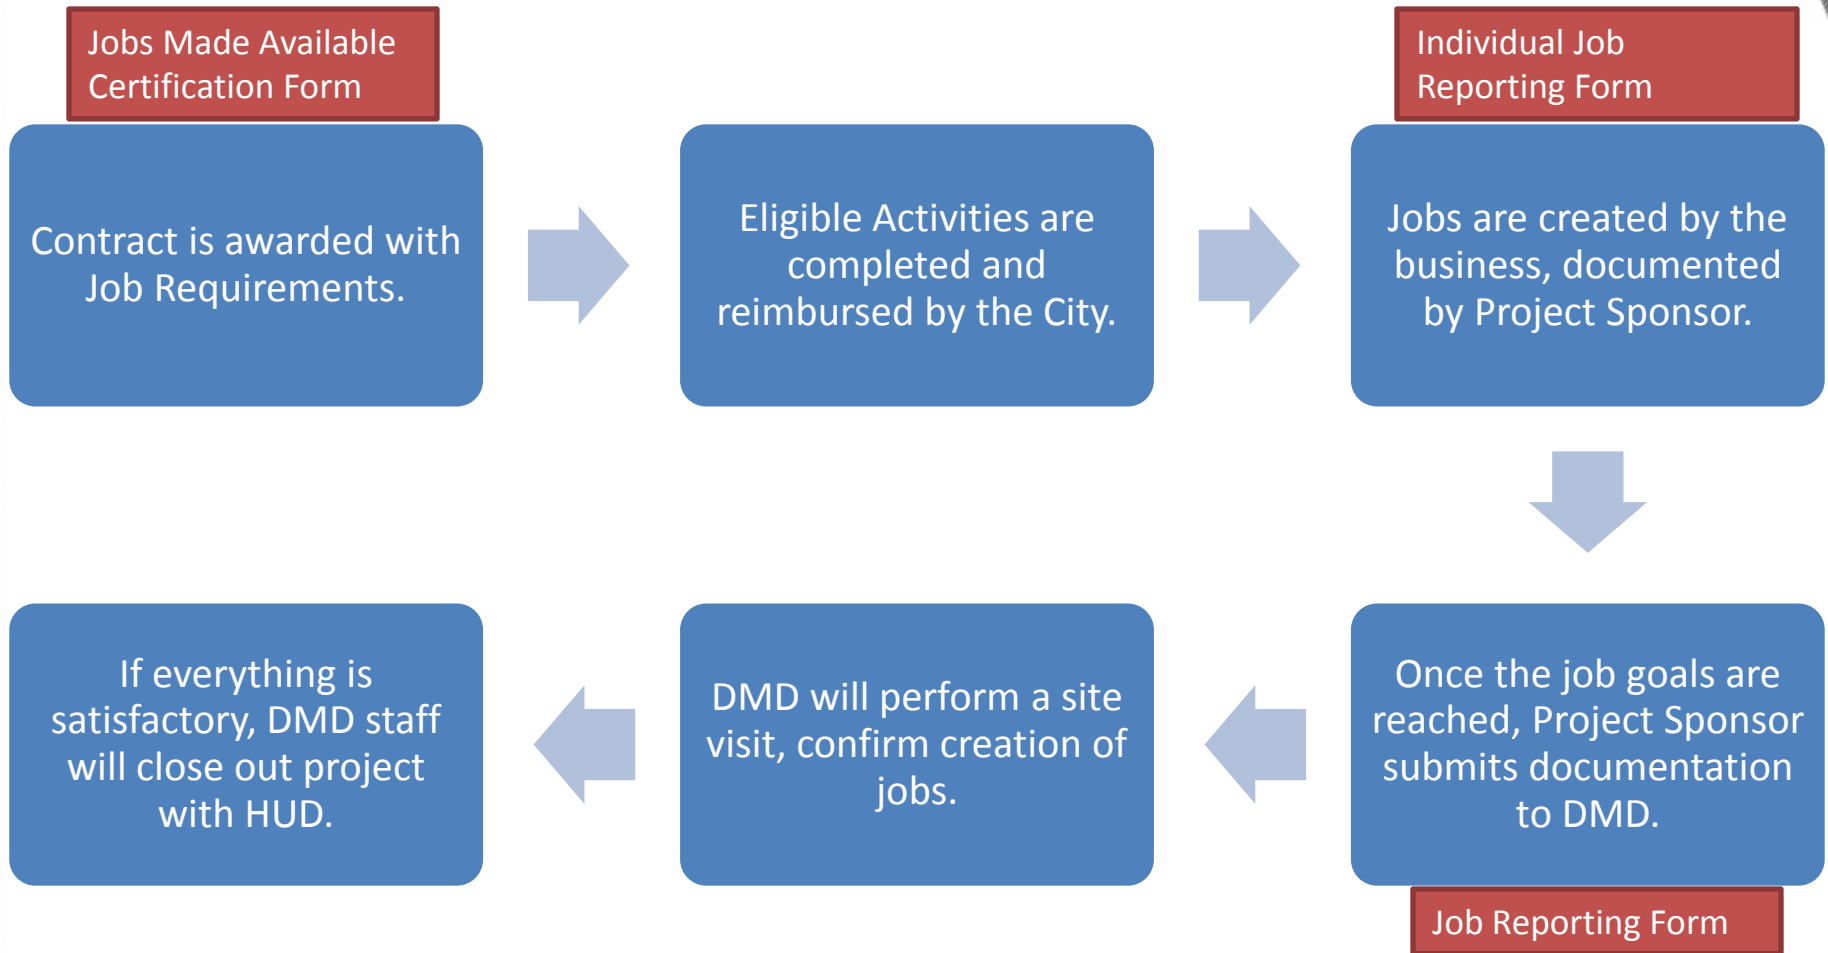 Jobs Made Available
Certification Form
Contract is awarded with
Job Requirements.
Eligible Activities are
completed and
reimbursed by the City.
Individual Job
Reporting Form
Jobs are created by the
business, documented
by Project Sponsor.
Once the job goals are
reached, Project Sponsor
submits documentation
to DMD.
Job Reporting Form
DMD will perform a site
visit, confirm creation of
jobs.
If everything is
satisfactory, DMD staff
will close out project
with HUD.